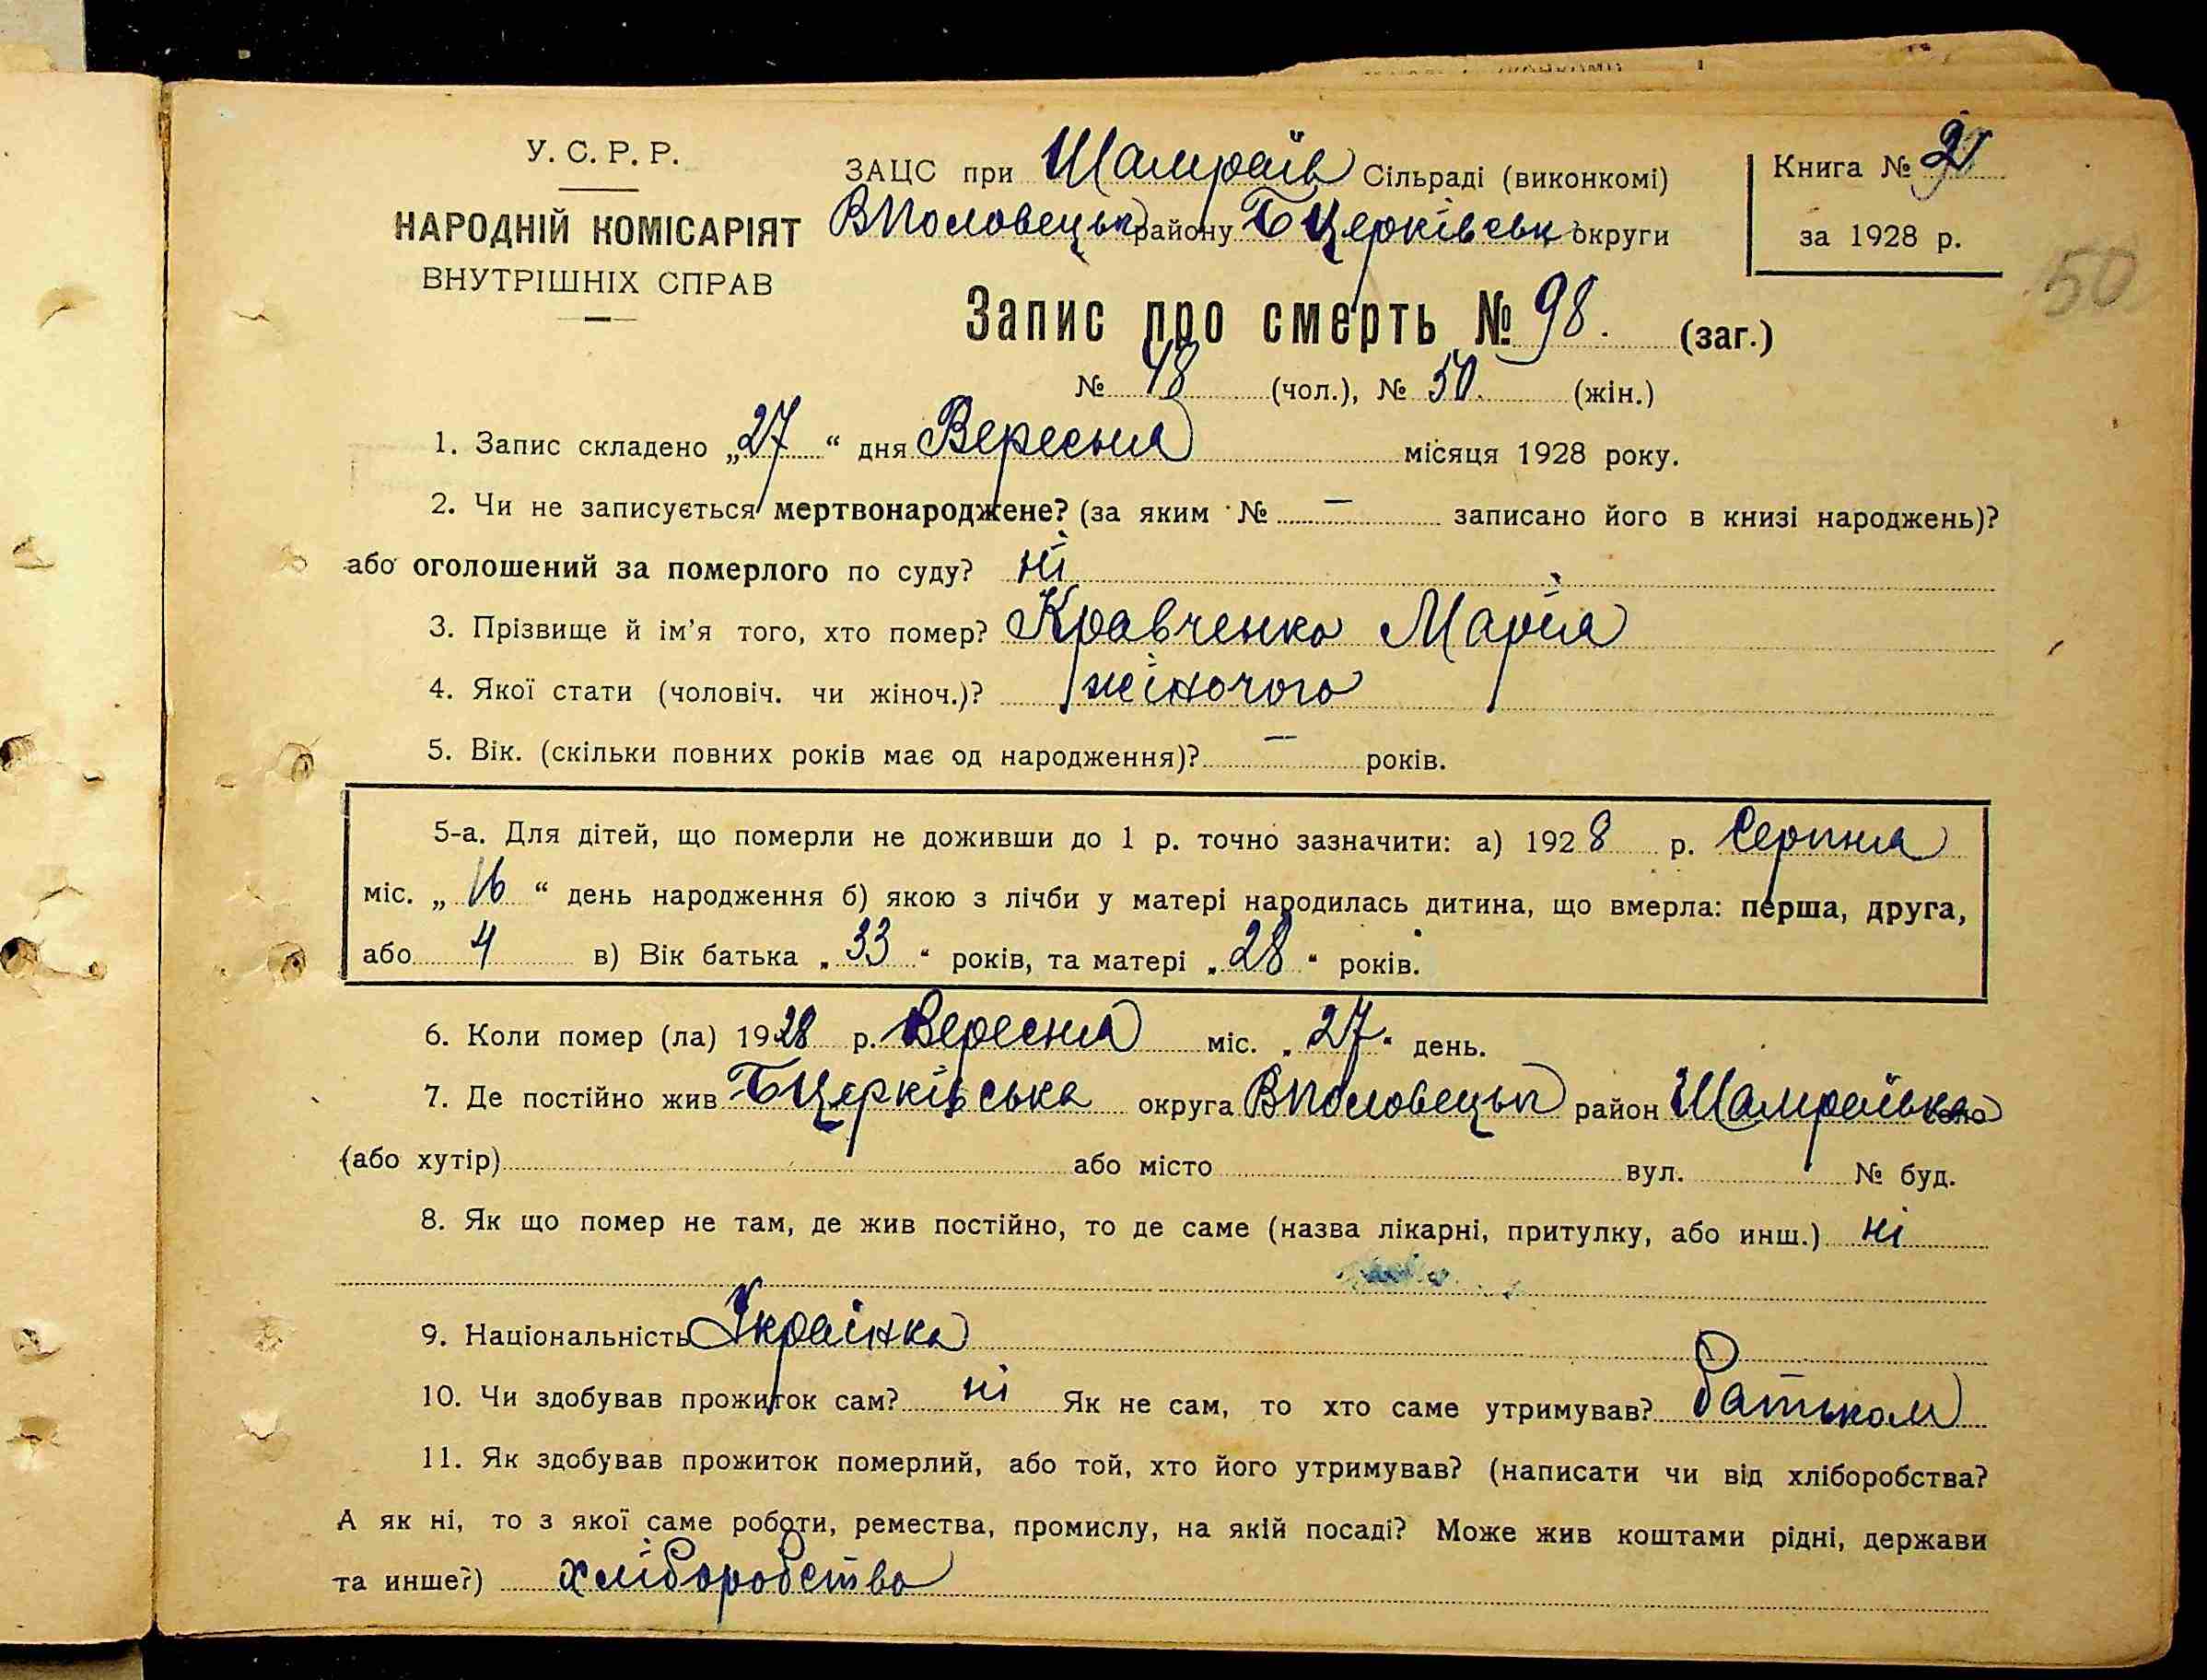 У. С. Р. Р.
НАРОДНІЙ КОМІСАРІЯТ
ВНУТРІШНІХ СПРАВ
ЗАЦС при Шамраїв Сільраді (виконкомі)
ВПоловецьк району БЦерківськ округи
Книга №
за 1928 р.
50
Запис про смерть № 98. (заг.)
№ 48 (чол.), № 50. (жін.)
1. Запис складено „27“ дня Вересня місяця 1928 року.
2. Чи не записується мертвонароджене? (за яким № — записано його в книзі народжень)?
або оголошений за померлого по суду? ні
3. Прізвище й ім’я того, хто помер? Кравченко Марія
4. Якої стати (чоловіч. чи жіноч.)? жіночого
5. Вік. (скільки повних років має од народження)? — років.
5-а. Для дітей, що померли не доживши до 1 р. точно зазначити: а) 1928 р. Серпня
міс. „16“ день народження б) якою з лічби у матері народилась дитина, що вмерла: перша, друга,
або 4 в) Вік батька „33“ років, та матері „28“ років.
6. Коли помер (ла) 1928 р. Вересня міс. „27“ день.
7. Де постійно жив БЦерківська округа ВПоловецьк район
(або хутір) або місто вул. № буд.
8. Як що помер не там, де жив постійно, то де саме (назва лікарні, притулку, або инш.) ні
9. Національність Українка
10. Чи здобував прожиток сам? ні Як не сам, то хто саме утримував? батьком
11. Як здобував прожиток померлий, або той, хто його утримував? (написати чи від хліборобства?
А як ні, то з якої саме роботи, ремества, промислу, на якій посаді? Може жив коштами рідні, держави
та инше?) хліборобство